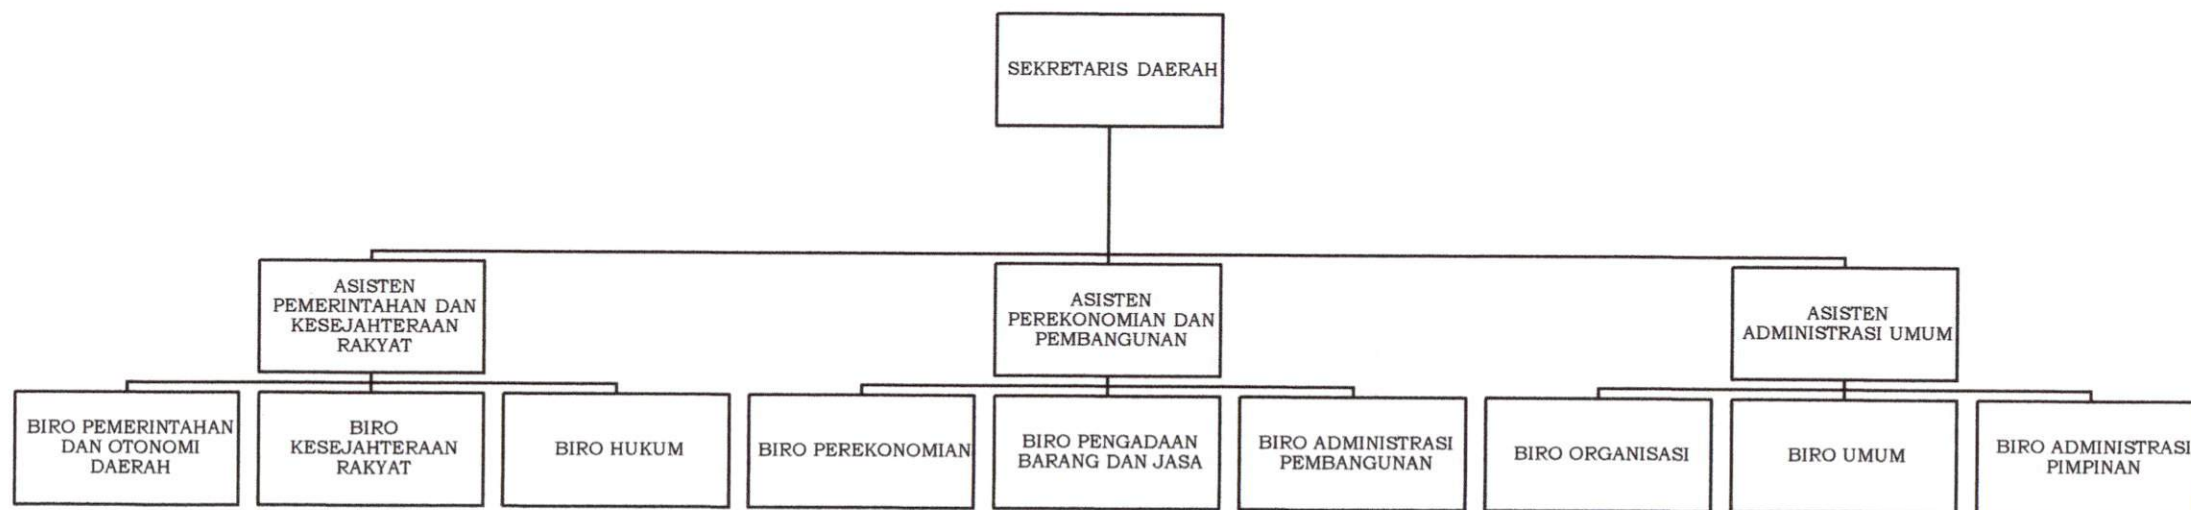 SEKRETARIS DAERAH
ASISTEN
PEMERINTAHAN DAN
KESEJAHTERAAN
RAKYAT
ASISTEN
PEREKONOMIAN DAN
PEMBANGUNAN
ASISTEN
ADMINISTRASI UMUM
BIRO PEMERINTAHAN
DAN OTONOMI
DAERAH
BIRO
KESEJAHTERAAN
RAKYAT
BIRO HUKUM
BIRO PEREKONOMIAN
BIRO PENGADAAN
BARANG DAN JASA
BIRO ADMINISTRASI
PEMBANGUNAN
BIRO ORGANISASI
BIRO UMUM
BIRO ADMINISTRASI
PIMPINAN